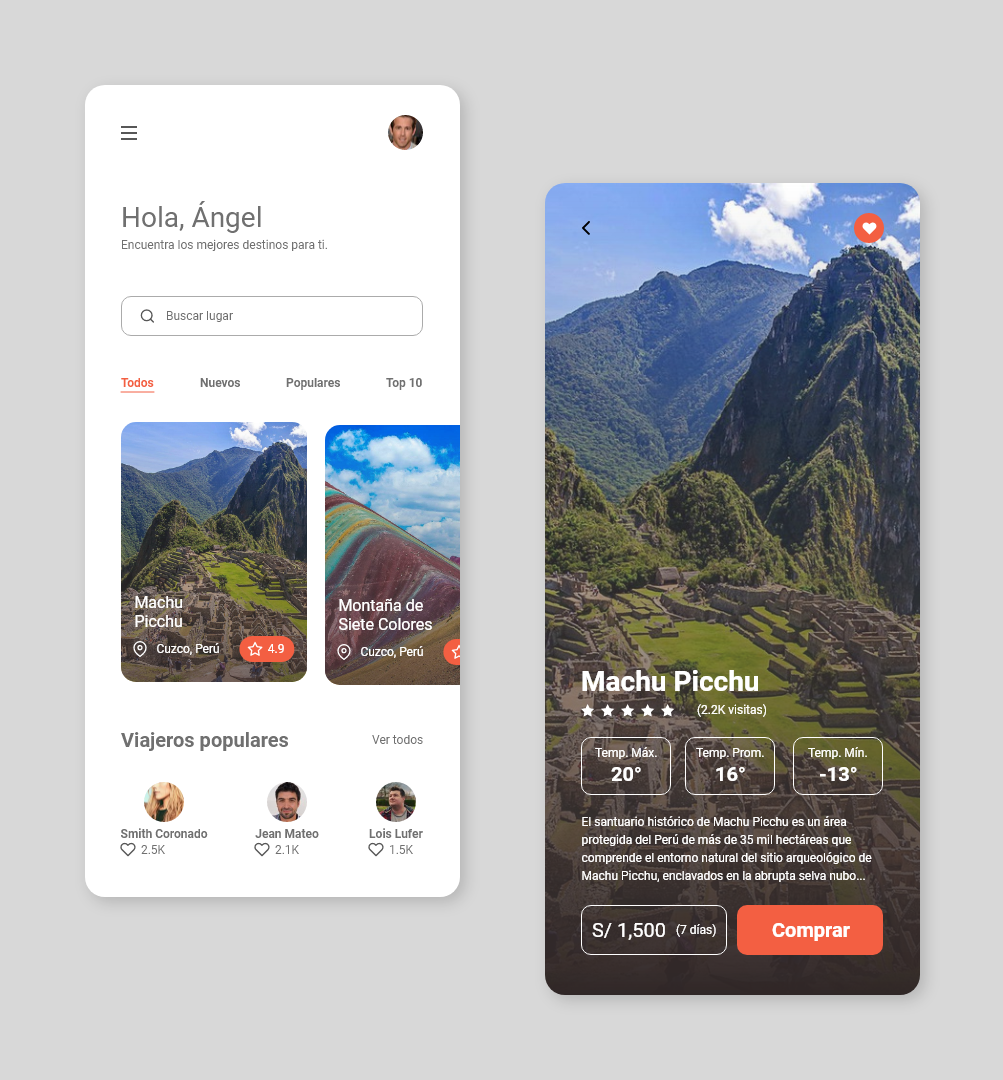 Hola, Ángel
Encuentra los mejores destinos para ti.
Buscar lugar
Todos Nuevos Populares Top 10
Machu
Picchu
Cuzco, Perú 4.9
Montaña de
Siete Colores
Cuzco, Perú
Viajeros populares Ver todos
Smith Coronado
2.5K
Jean Mateo
2.1K
Lois Lufer
1.5K
Machu Picchu
(2.2K visitas)
Temp. Máx.
20°
Temp. Prom.
16°
Temp. Mín.
-13°
El santuario histórico de Machu Picchu es un área
protegida del Perú de más de 35 mil hectáreas que
comprende el entorno natural del sitio arqueológico de
Machu Picchu, enclavados en la abrupta selva nubo...
S/ 1,500 (7 días)
Comprar